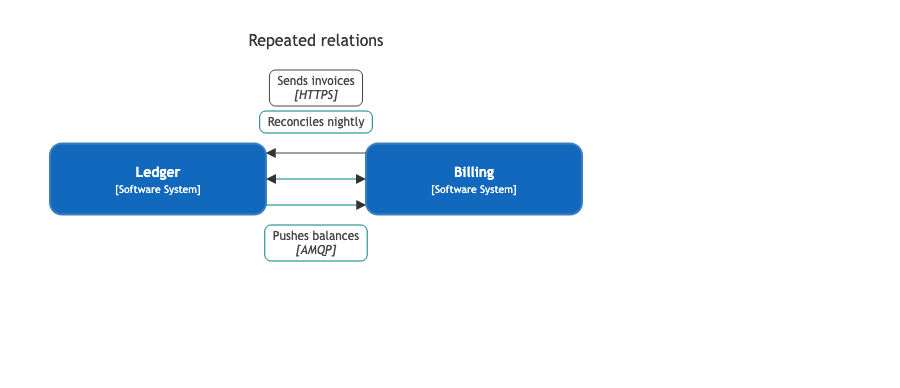 Repeated relations
Sends invoices
[HTTPS]
Reconciles nightly
Ledger
[Software System]
Billing
[Software System]
Pushes balances
[AMQP]